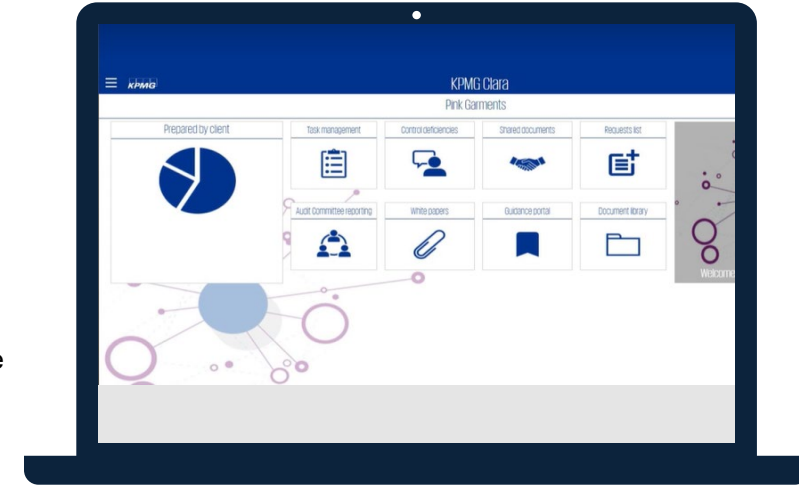 KPMG
KPMG Clara
Pink Garments
Prepared by client
Task management
Control deficiencies
Shared documents
Requests list
Audit Committee reporting
White papers
Guidance portal
Document library
Welcome
e